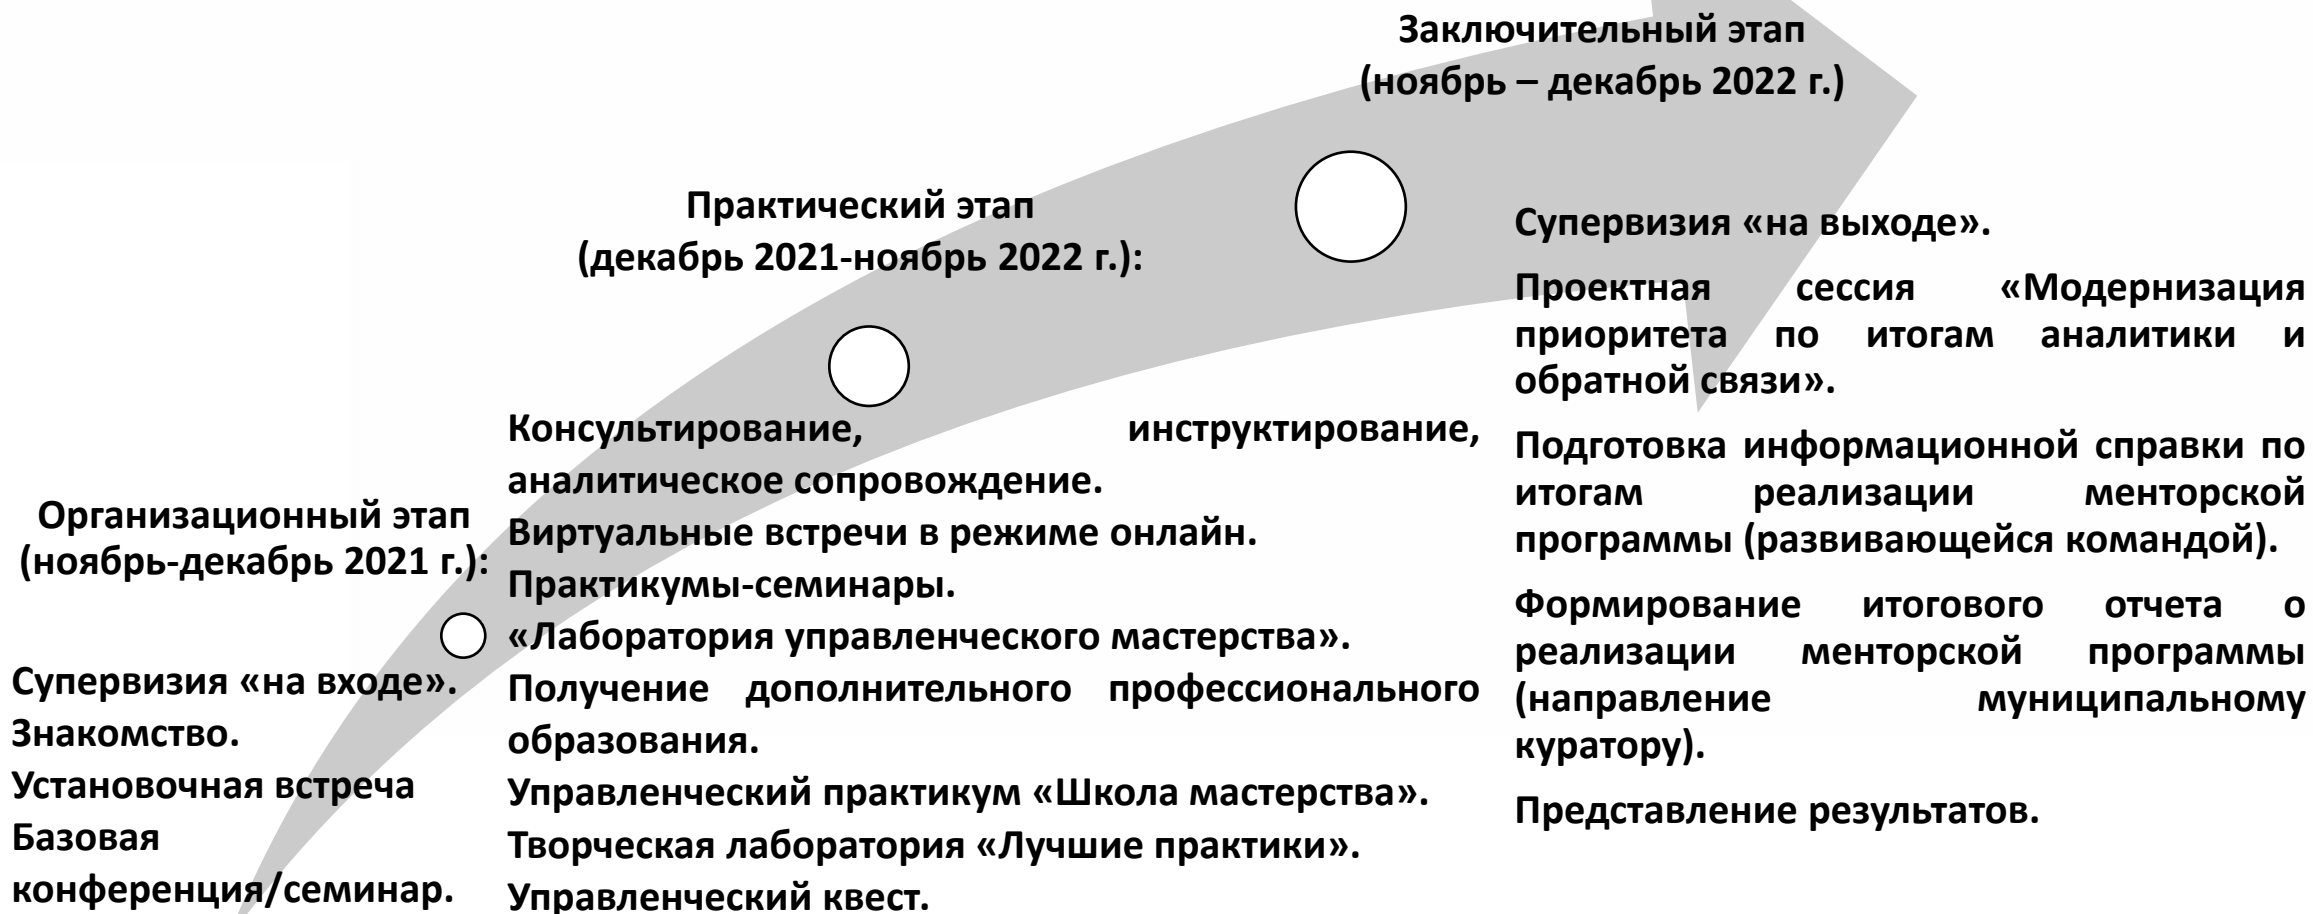 Заключительный этап
(ноябрь – декабрь 2022 г.)
Практический этап
(декабрь 2021-ноябрь 2022 г.):
Организационный этап
(ноябрь-декабрь 2021 г.):
Супервизия «на входе».
Знакомство.
Установочная встреча
Базовая
конференция/семинар.
Консультирование, инструктирование,
аналитическое сопровождение.
Виртуальные встречи в режиме онлайн.
Практикумы-семинары.
«Лаборатория управленческого мастерства».
Получение дополнительного профессионального
образования.
Управленческий практикум «Школа мастерства».
Творческая лаборатория «Лучшие практики».
Управленческий квест.
Супервизия «на выходе».
Проектная сессия «Модернизация
приоритета по итогам аналитики и
обратной связи».
Подготовка информационной справки по
итогам реализации менторской
программы (развивающейся командой).
Формирование итогового отчета о
реализации менторской программы
(направление муниципальному
куратору).
Представление результатов.